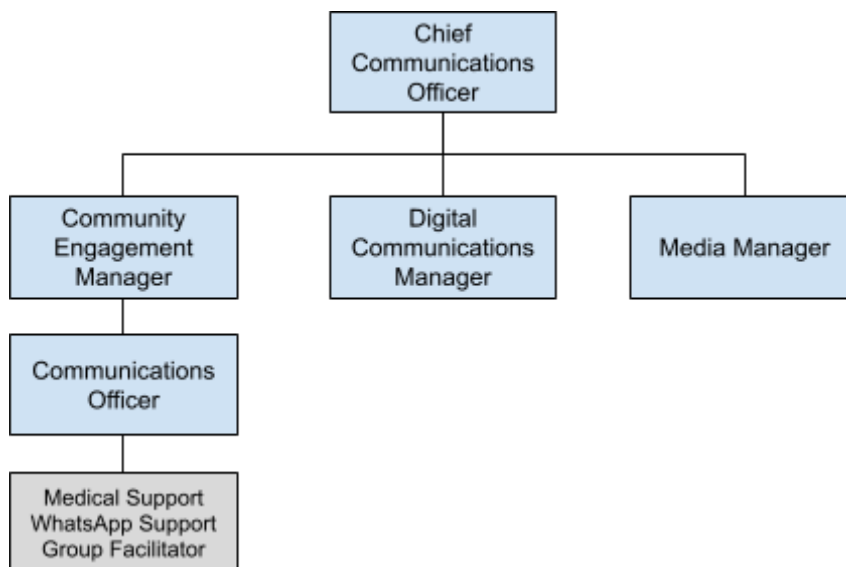 Chief
Communications
Officer
Community
Engagement
Manager
Digital
Communications
Manager
Media Manager
Communications
Officer
Medical Support
WhatsApp Support
Group Facilitator